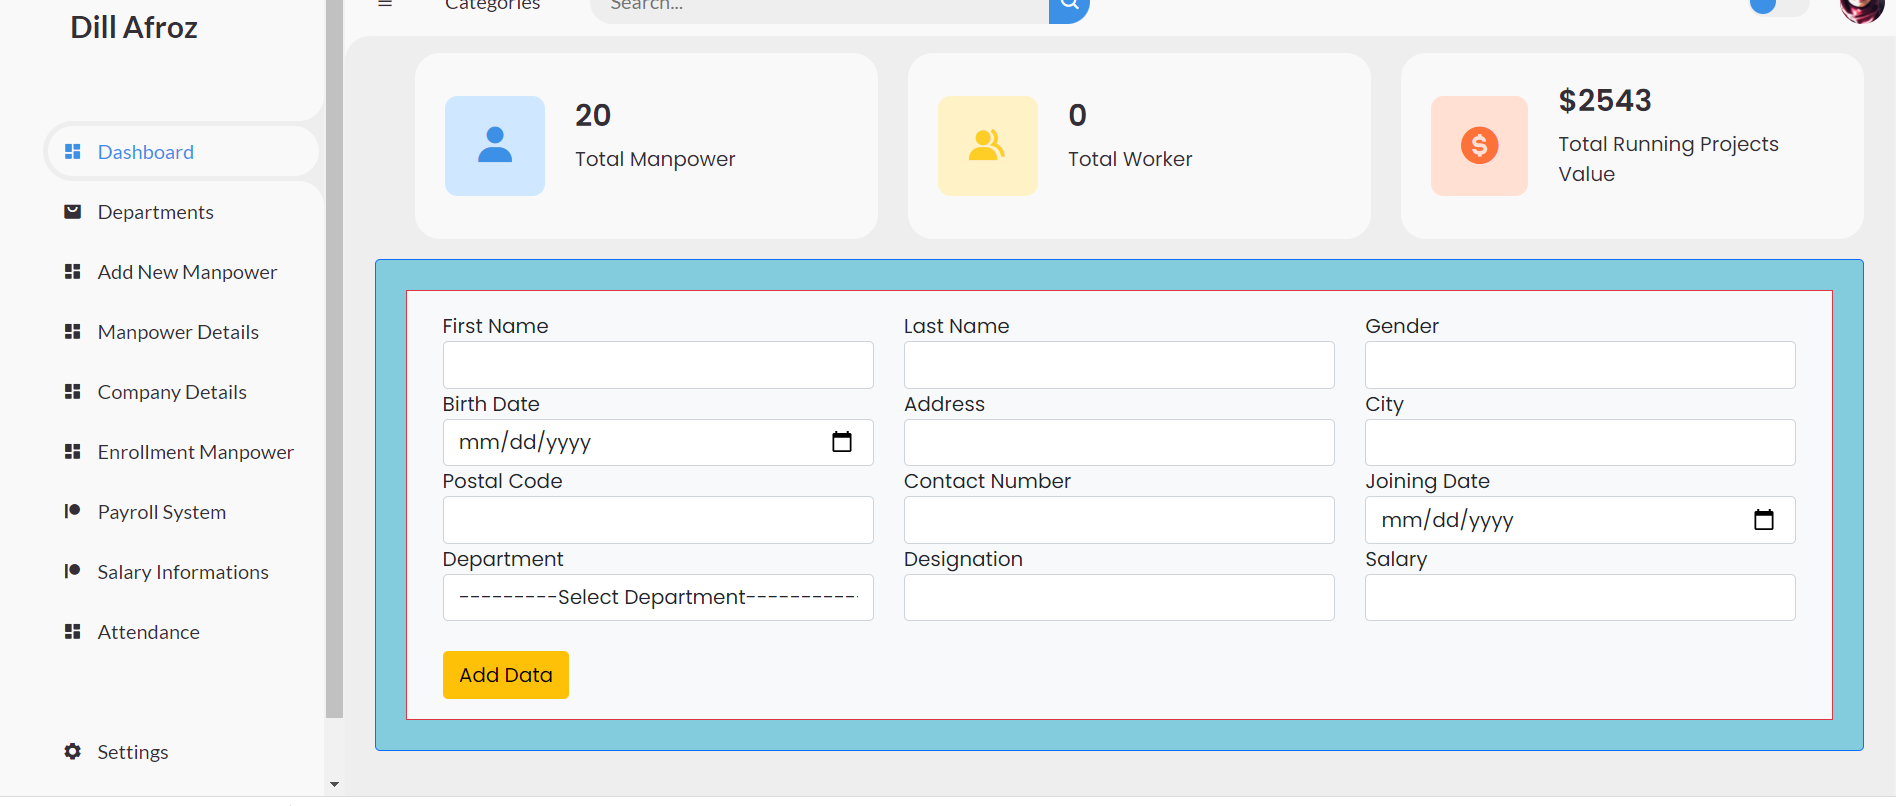 Dill Afroz
Categories
Search...
Dashboard
Departments
Add New Manpower
Manpower Details
Company Details
Enrollment Manpower
Payroll System
Salary Informations
Attendance
Settings
20
Total Manpower
0
Total Worker
$2543
Total Running Projects
Value
First Name
Last Name
Gender
Birth Date
mm/dd/yyyy
Address
City
Postal Code
Contact Number
Joining Date
mm/dd/yyyy
Department
---------Select Department-----------
Designation
Salary
Add Data